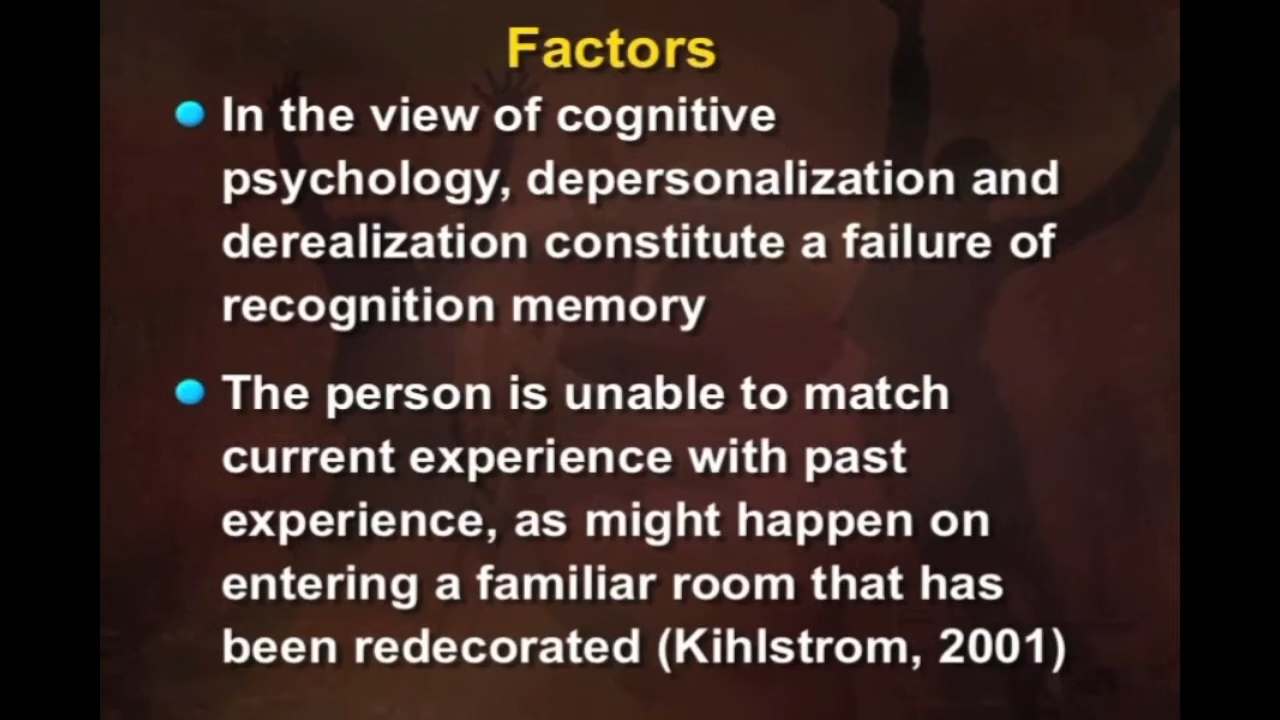 Factors
In the view of cognitive
psychology, depersonalization and
derealization constitute a failure of
recognition memory
The person is unable to match
current experience with past
experience, as might happen on
entering a familiar room that has
been redecorated (Kihlstrom, 2001)